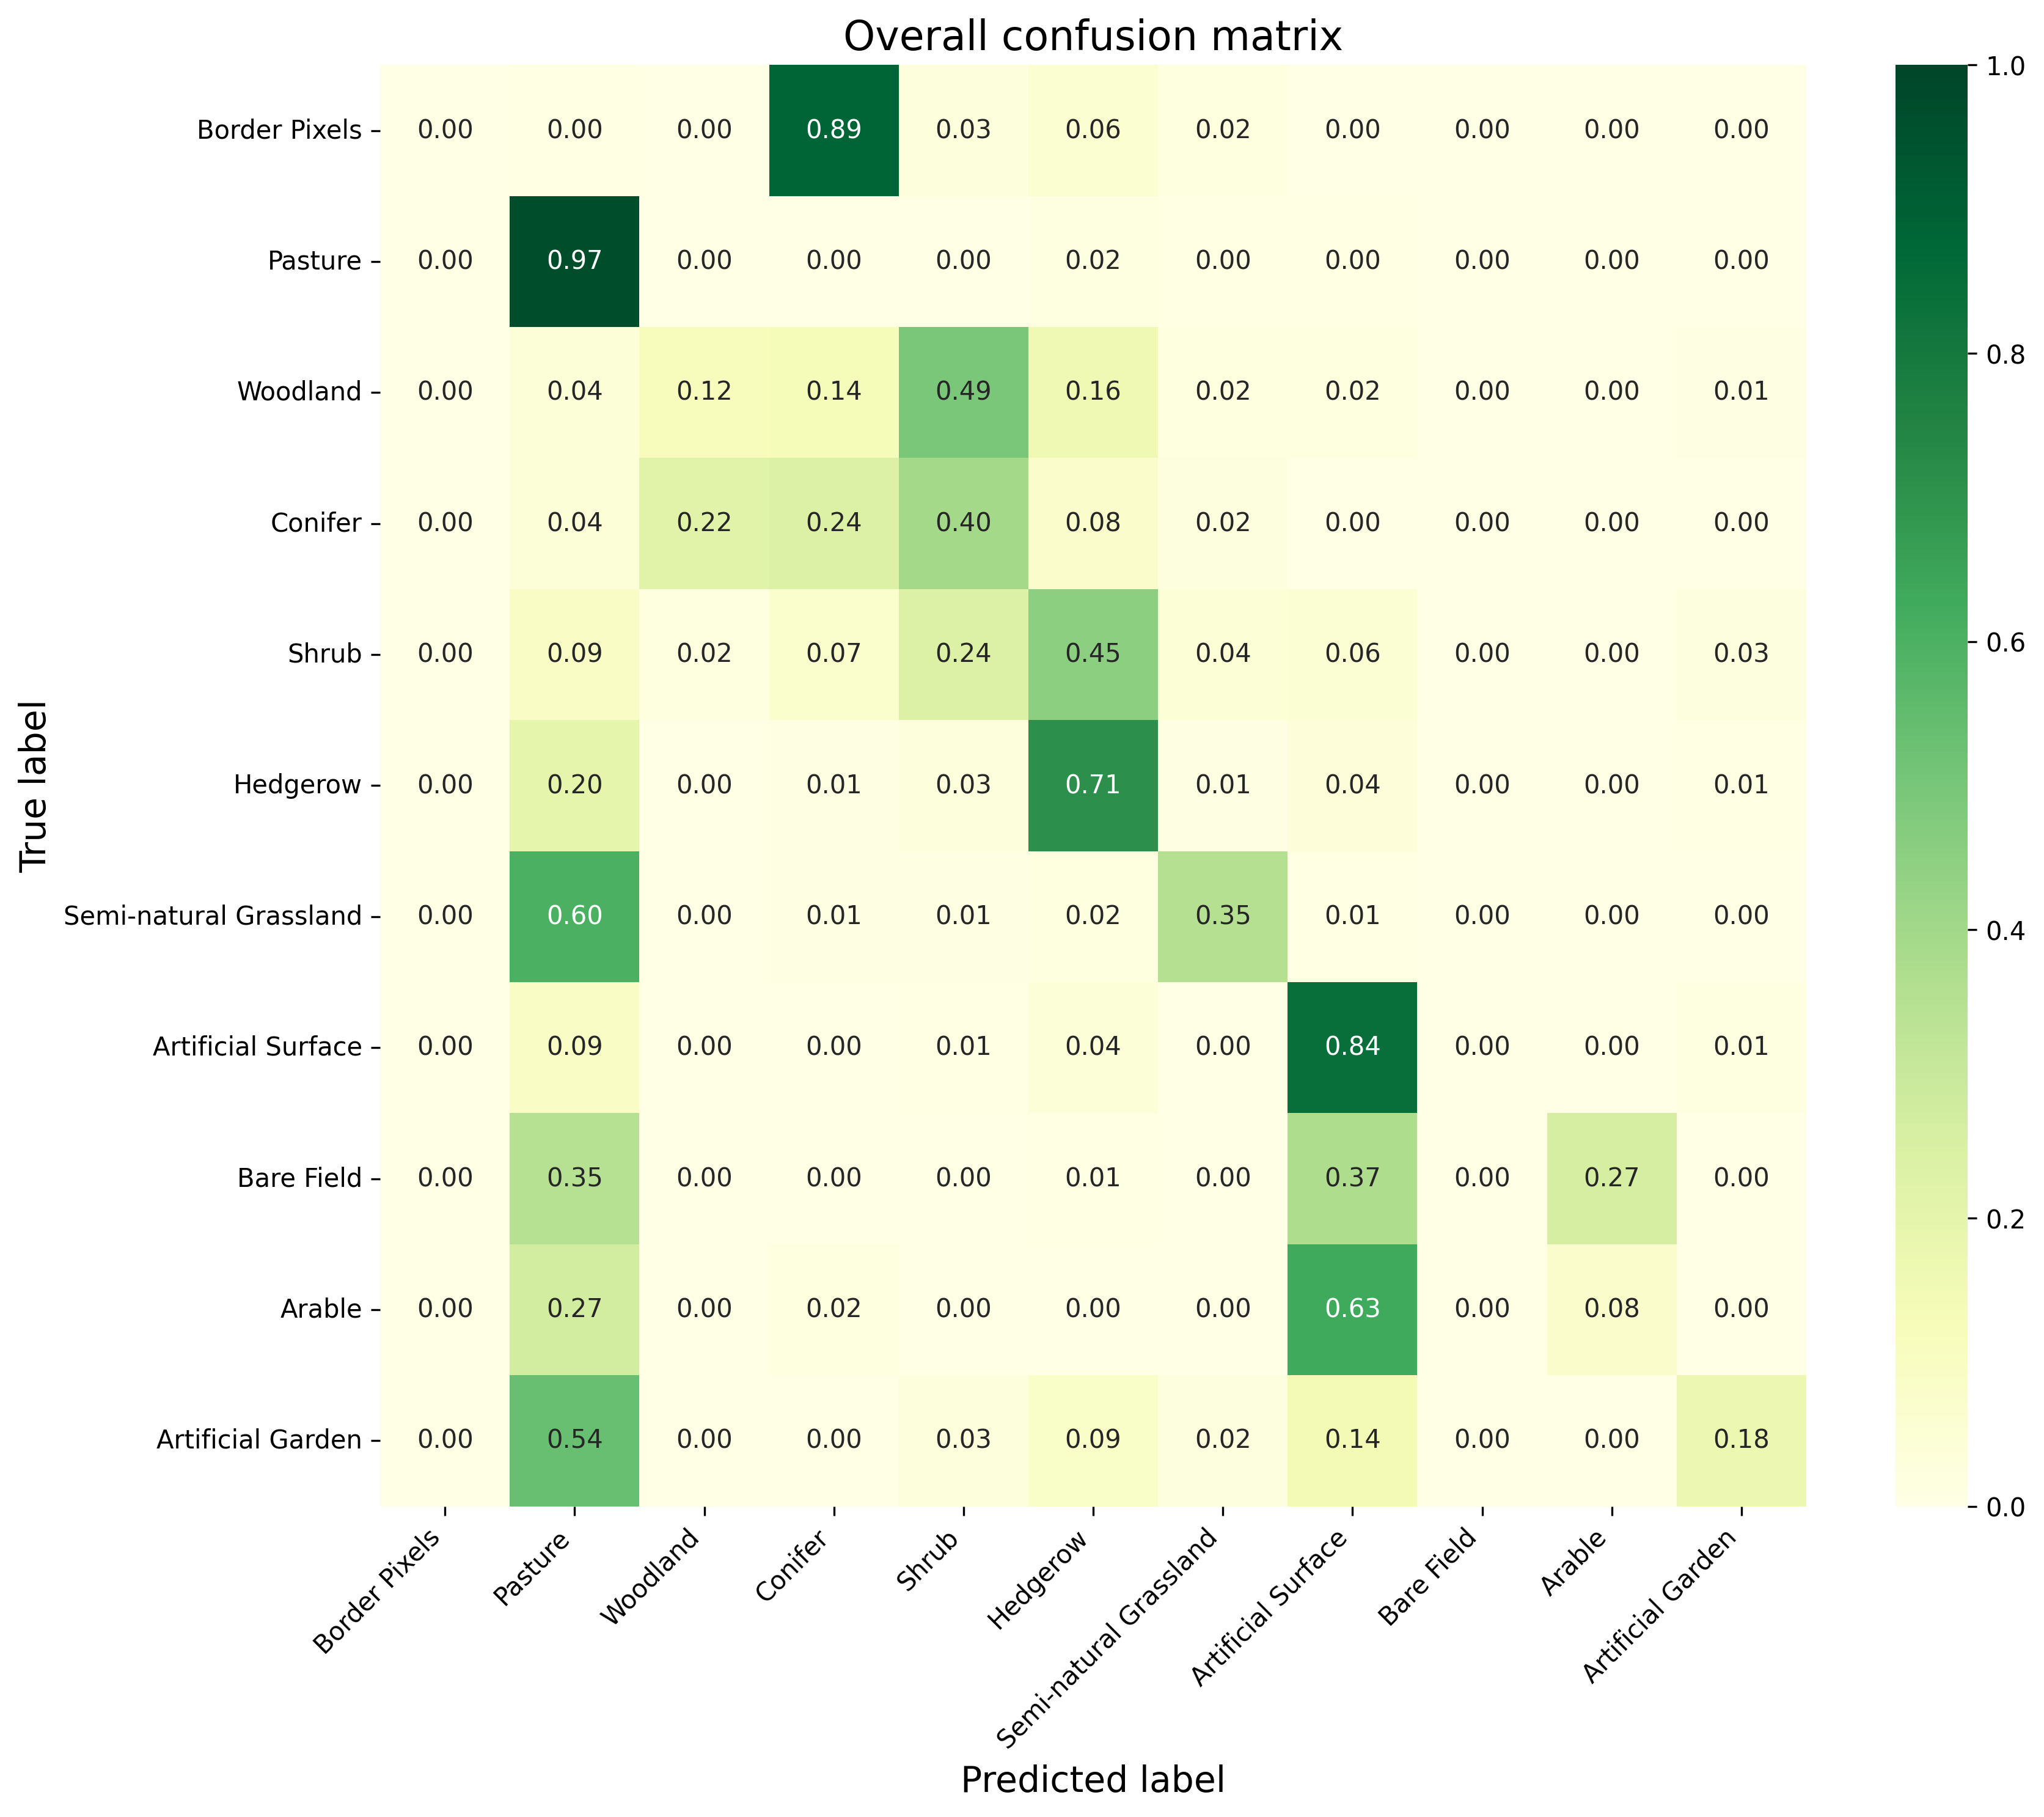 Overall confusion matrix
Border Pixels 0.00 0.00 0.00 0.89 0.03 0.06 0.02 0.00 0.00 0.00 0.00
Pasture 0.00 0.97 0.00 0.00 0.00 0.02 0.00 0.00 0.00 0.00 0.00
Woodland 0.00 0.04 0.12 0.14 0.49 0.16 0.02 0.02 0.00 0.00 0.01
Conifer 0.00 0.04 0.22 0.24 0.40 0.08 0.02 0.00 0.00 0.00 0.00
Shrub 0.00 0.09 0.02 0.07 0.24 0.45 0.04 0.06 0.00 0.00 0.03
Hedgerow 0.00 0.20 0.00 0.01 0.03 0.71 0.01 0.04 0.00 0.00 0.01
Semi-natural Grassland 0.00 0.60 0.00 0.01 0.01 0.02 0.35 0.01 0.00 0.00 0.00
Artificial Surface 0.00 0.09 0.00 0.00 0.01 0.04 0.00 0.84 0.00 0.00 0.01
Bare Field 0.00 0.35 0.00 0.00 0.00 0.01 0.00 0.37 0.00 0.27 0.00
Arable 0.00 0.27 0.00 0.02 0.00 0.00 0.00 0.63 0.00 0.08 0.00
Artificial Garden 0.00 0.54 0.00 0.00 0.03 0.09 0.02 0.14 0.00 0.00 0.18
True label
Border Pixels
Pasture
Woodland
Conifer
Shrub
Hedgerow
Semi-natural Grassland
Artificial Surface
Bare Field
Arable
Artificial Garden
Predicted label
1.0
0.8
0.6
0.4
0.2
0.0